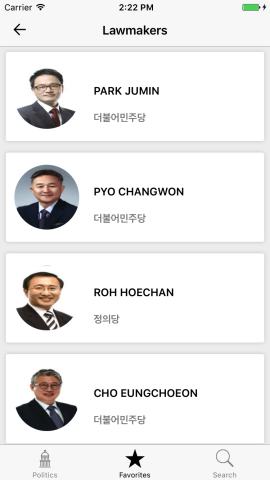 Carrier 2:22 PM
Lawmakers
PARK JUMIN
더불어민주당
PYO CHANGWON
더불어민주당
ROH HOECHAN
정의당
CHO EUNGCHOEON
더불어민주당
Politics
Favorites
Search